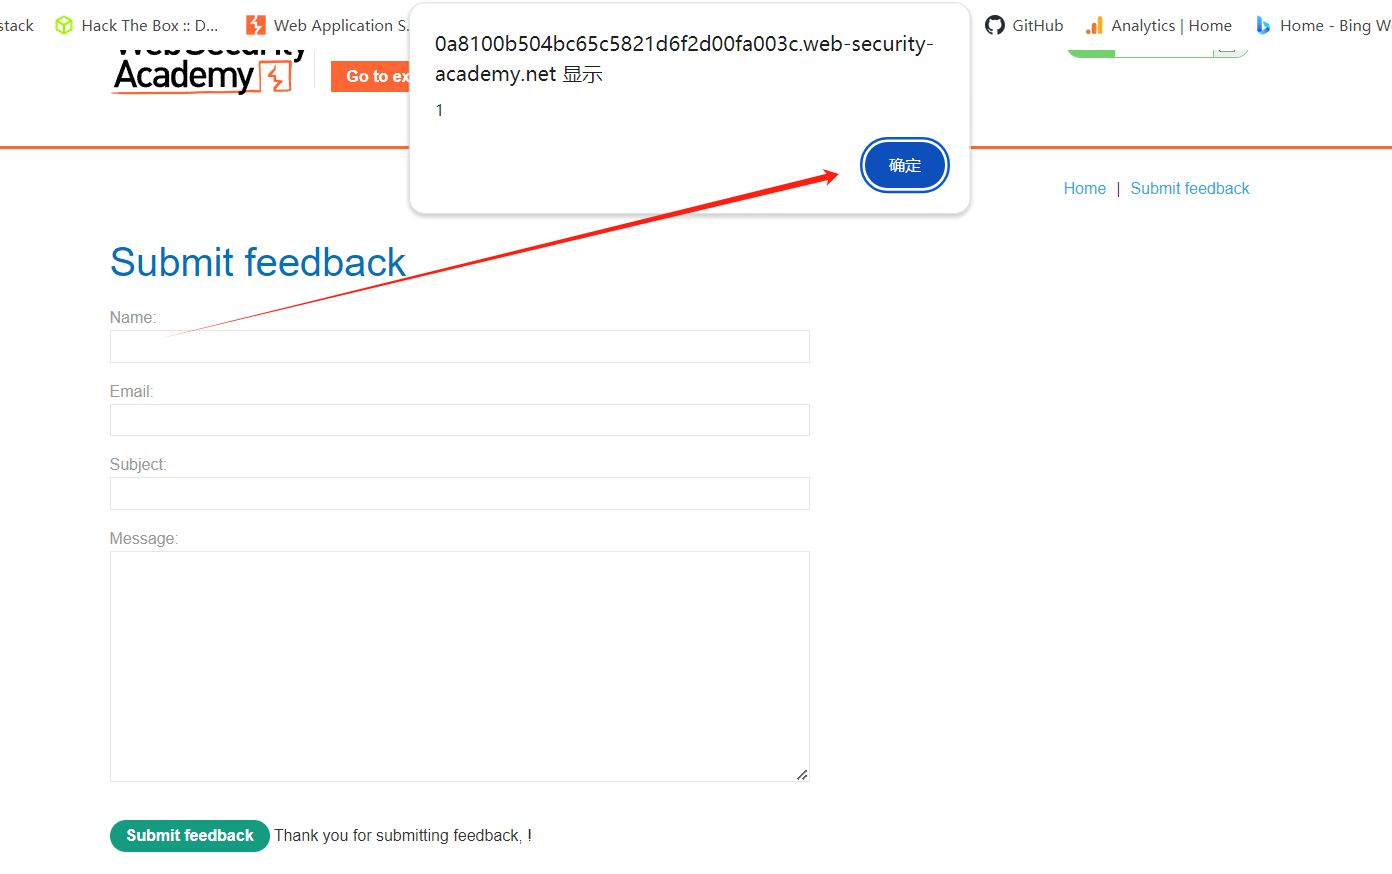 stack
Hack The Box :: D...
Web Application S...
GitHub
Analytics | Home
Home - Bing We
WebSecurity
Academy
Go to ex
0a8100b504bc65c5821d6f2d00fa003c.web-security-
academy.net 显示
1
确定
Home | Submit feedback
Submit feedback
Name:
Email:
Subject:
Message:
Submit feedback Thank you for submitting feedback, !